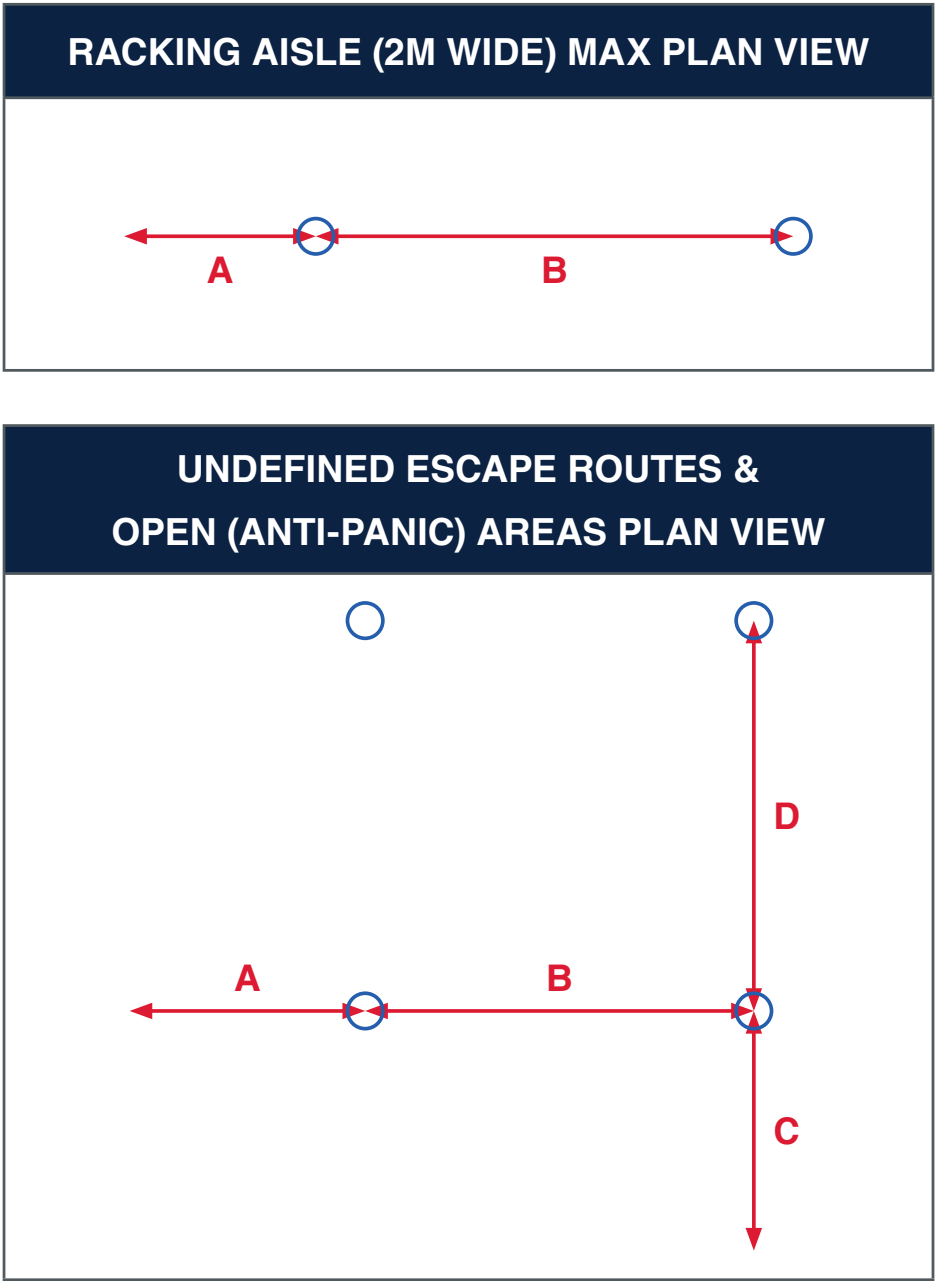 RACKING AISLE (2M WIDE) MAX PLAN VIEW
A
B
UNDEFINED ESCAPE ROUTES &
OPEN (ANTI-PANIC) AREAS PLAN VIEW
D
A
B
C